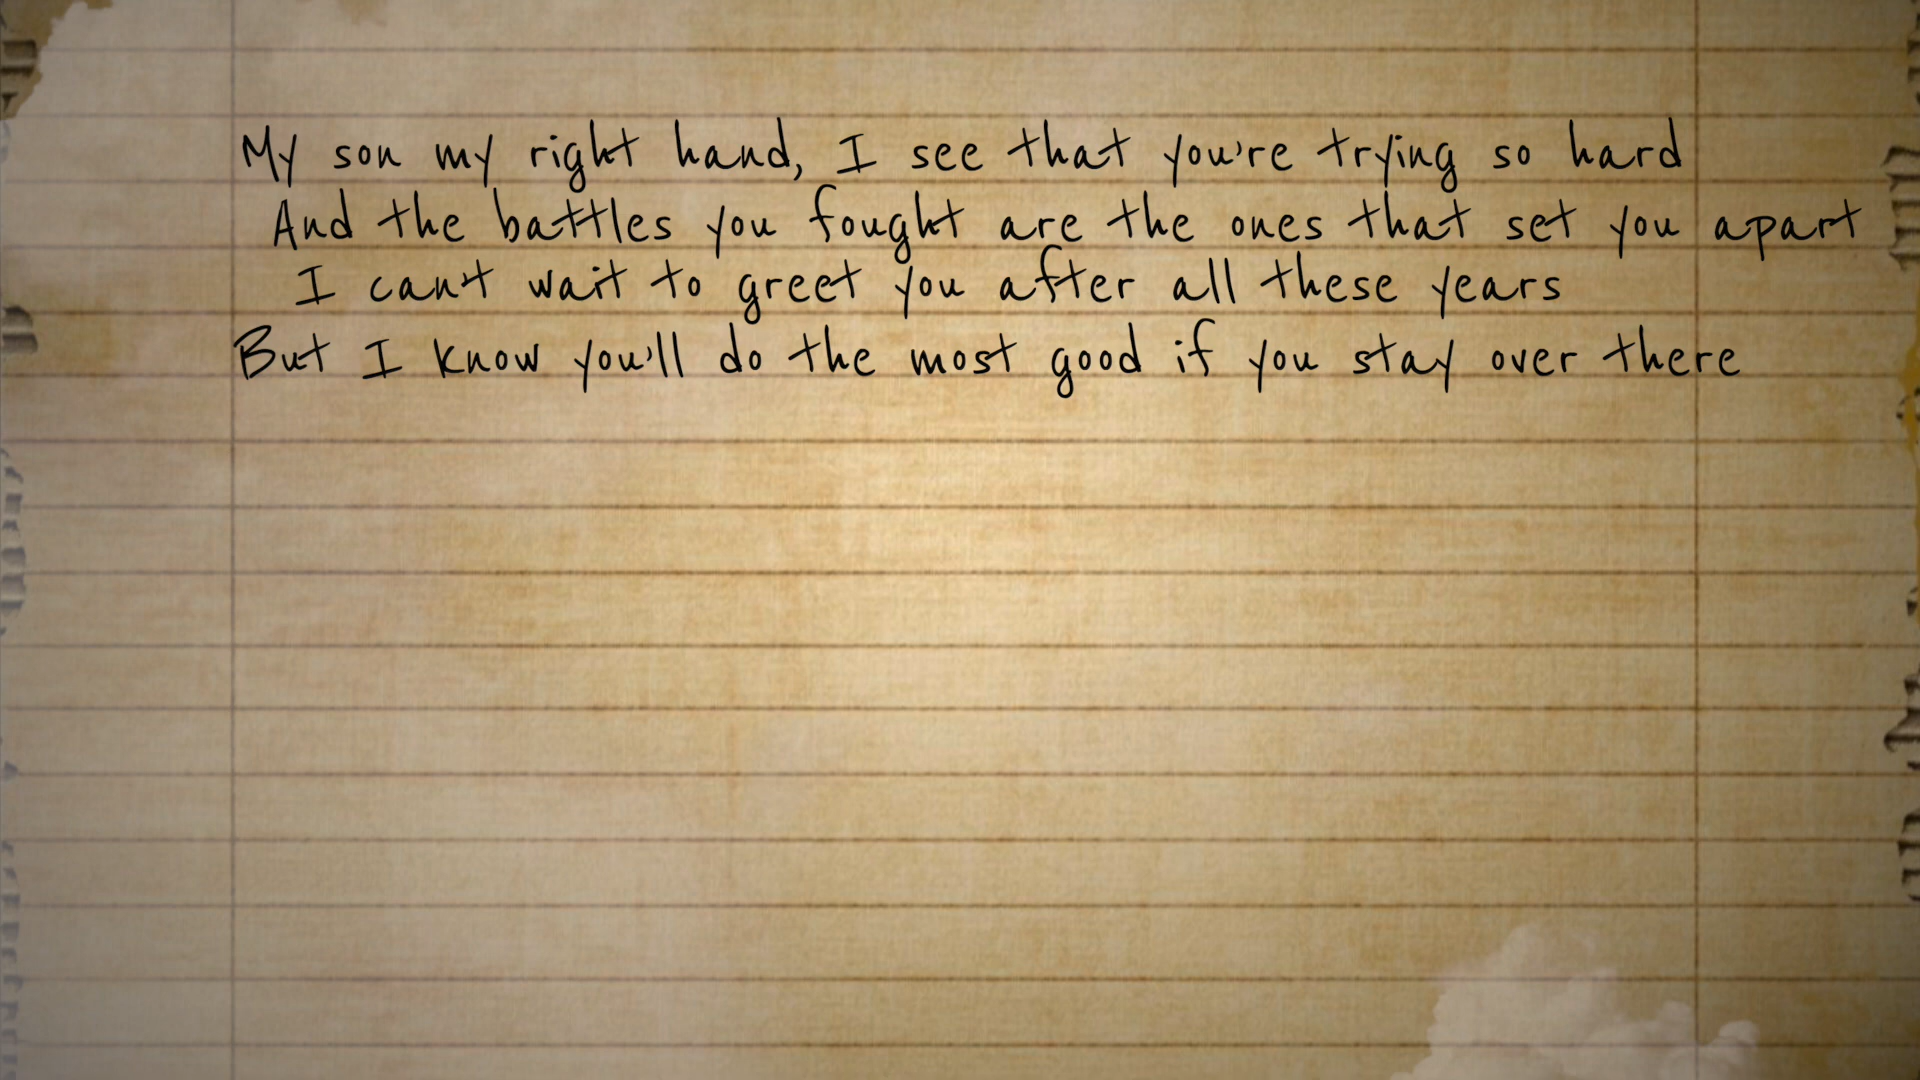 My son my right hand, I see that you're trying so hard
And the battles you fought are the ones that set you apart
I can't wait to greet you after all these years
But I know you'll do the most good if you stay over there